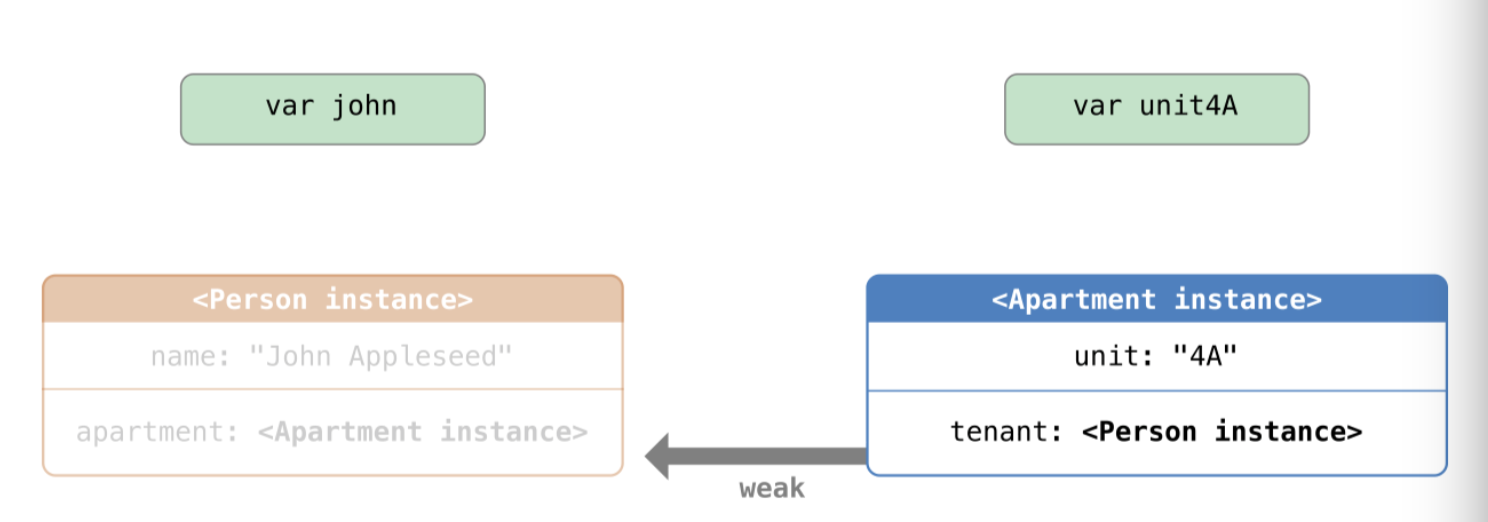 var john
var unit4A
<Person instance>
name: "John Appleseed"
apartment: <Apartment instance>
<Apartment instance>
unit: "4A"
tenant: <Person instance>
weak